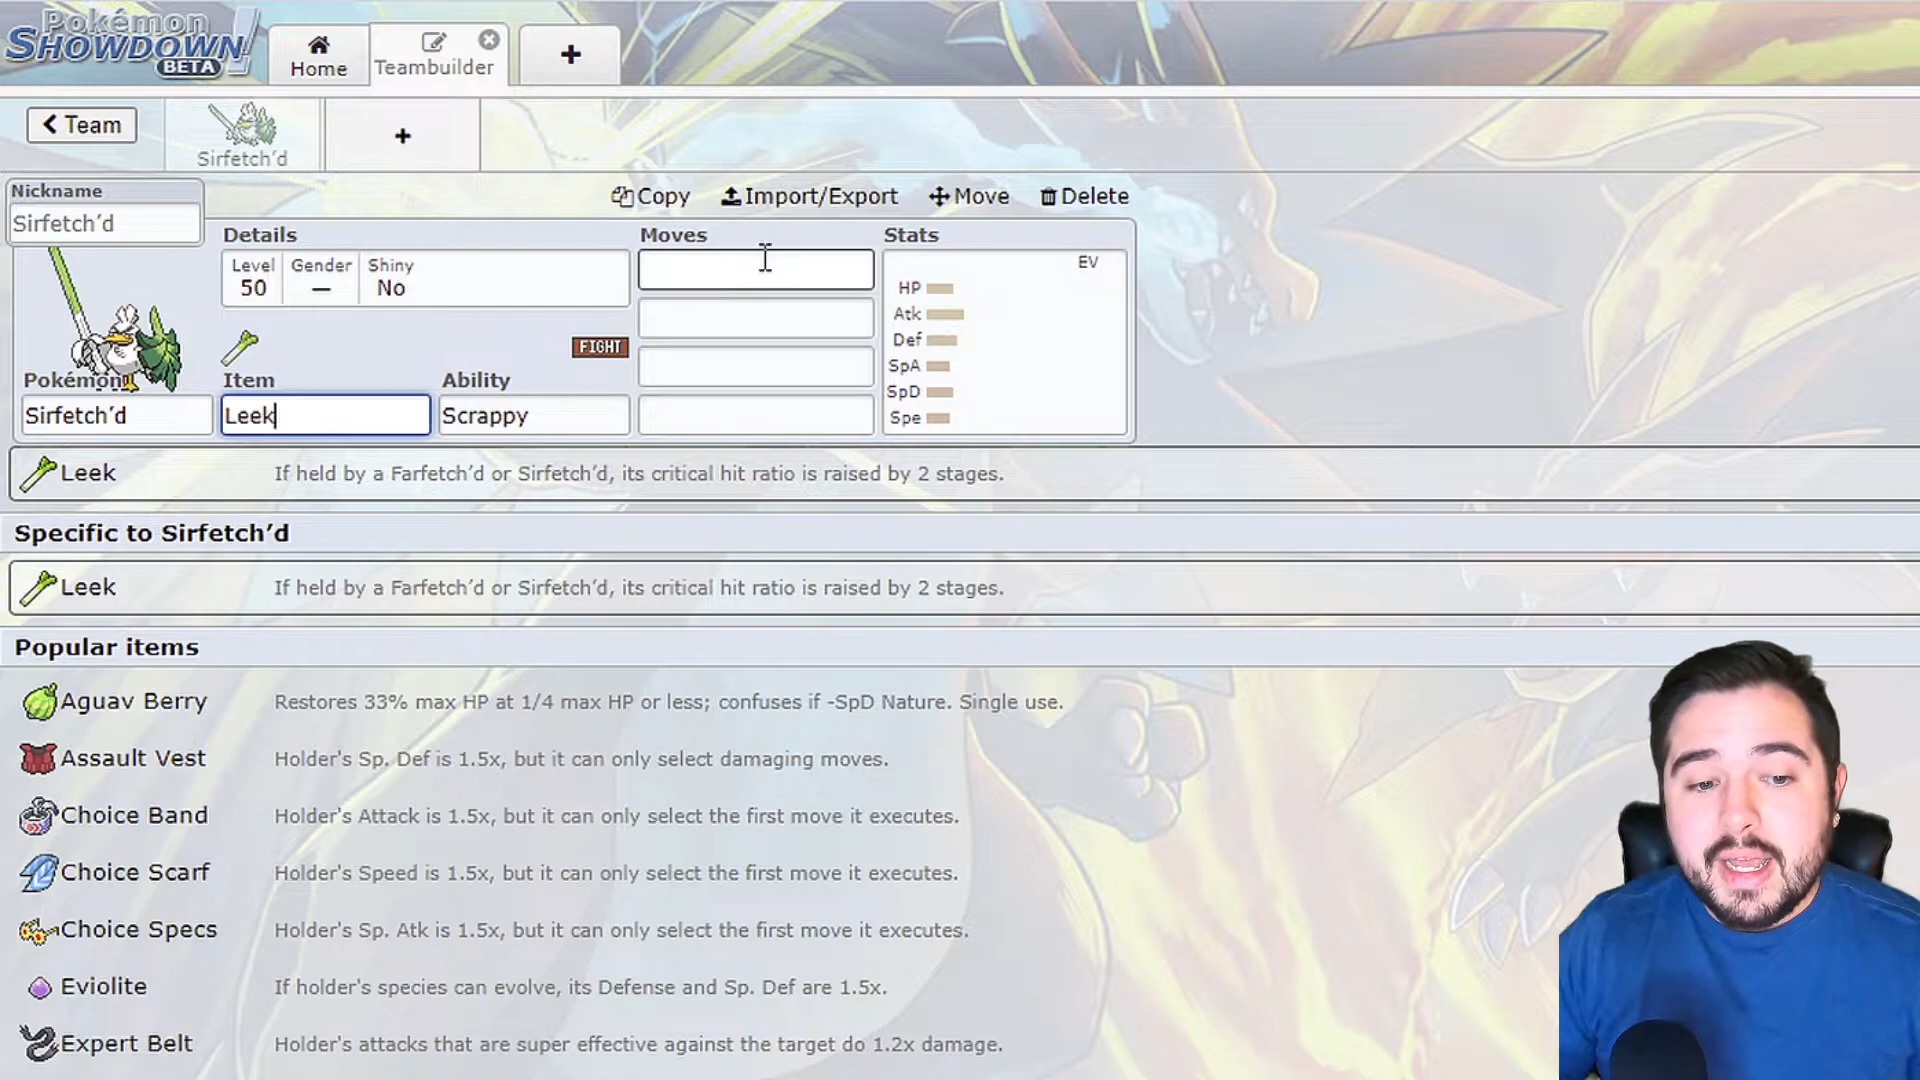 Pokémon
SHOWDOWN!
BETA
Home
Teambuilder
+
Team
Sirfetch’d
+
Nickname
Sirfetch’d
Copy
Import/Export
Move
Delete
Details
Level
50
Gender
—
Shiny
No
FIGHT
Pokémon
Sirfetch’d
Item
Leek
Ability
Scrappy
Moves
Stats
EV
HP
Atk
Def
SpA
SpD
Spe
Leek If held by a Farfetch’d or Sirfetch’d, its critical hit ratio is raised by 2 stages.
Specific to Sirfetch’d
Leek If held by a Farfetch’d or Sirfetch’d, its critical hit ratio is raised by 2 stages.
Popular items
Aguav Berry Restores 33% max HP at 1/4 max HP or less; confuses if -SpD Nature. Single use.
Assault Vest Holder's Sp. Def is 1.5x, but it can only select damaging moves.
Choice Band Holder's Attack is 1.5x, but it can only select the first move it executes.
Choice Scarf Holder's Speed is 1.5x, but it can only select the first move it executes.
Choice Specs Holder's Sp. Atk is 1.5x, but it can only select the first move it executes.
Eviolite If holder's species can evolve, its Defense and Sp. Def are 1.5x.
Expert Belt Holder's attacks that are super effective against the target do 1.2x damage.